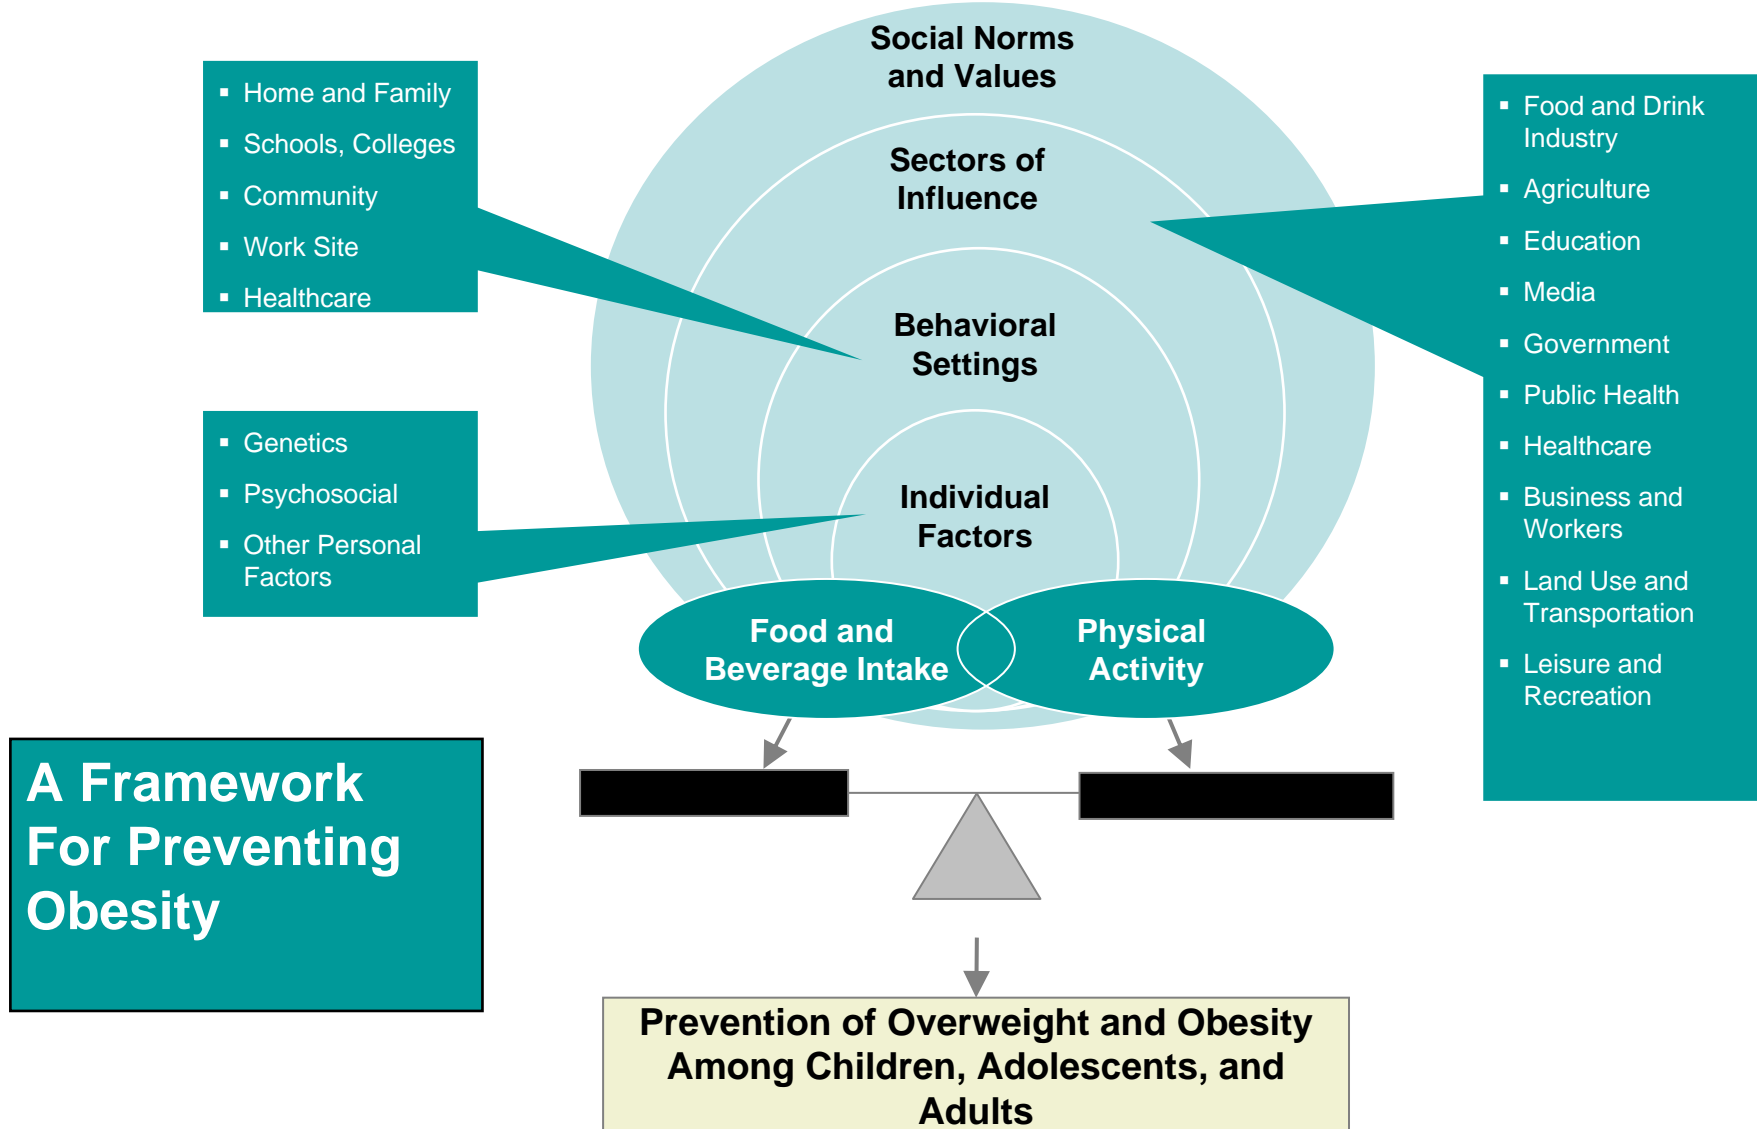 Social Norms
and Values
Sectors of
Influence
Behavioral
Settings
Individual
Factors
▪ Home and Family
▪ Schools, Colleges
▪ Community
▪ Work Site
▪ Healthcare
▪ Genetics
▪ Psychosocial
▪ Other Personal
Factors
▪ Food and Drink
Industry
▪ Agriculture
▪ Education
▪ Media
▪ Government
▪ Public Health
▪ Healthcare
▪ Business and
Workers
▪ Land Use and
Transportation
▪ Leisure and
Recreation
Food and
Beverage Intake
Physical
Activity
A Framework
For Preventing
Obesity
Prevention of Overweight and Obesity
Among Children, Adolescents, and
Adults